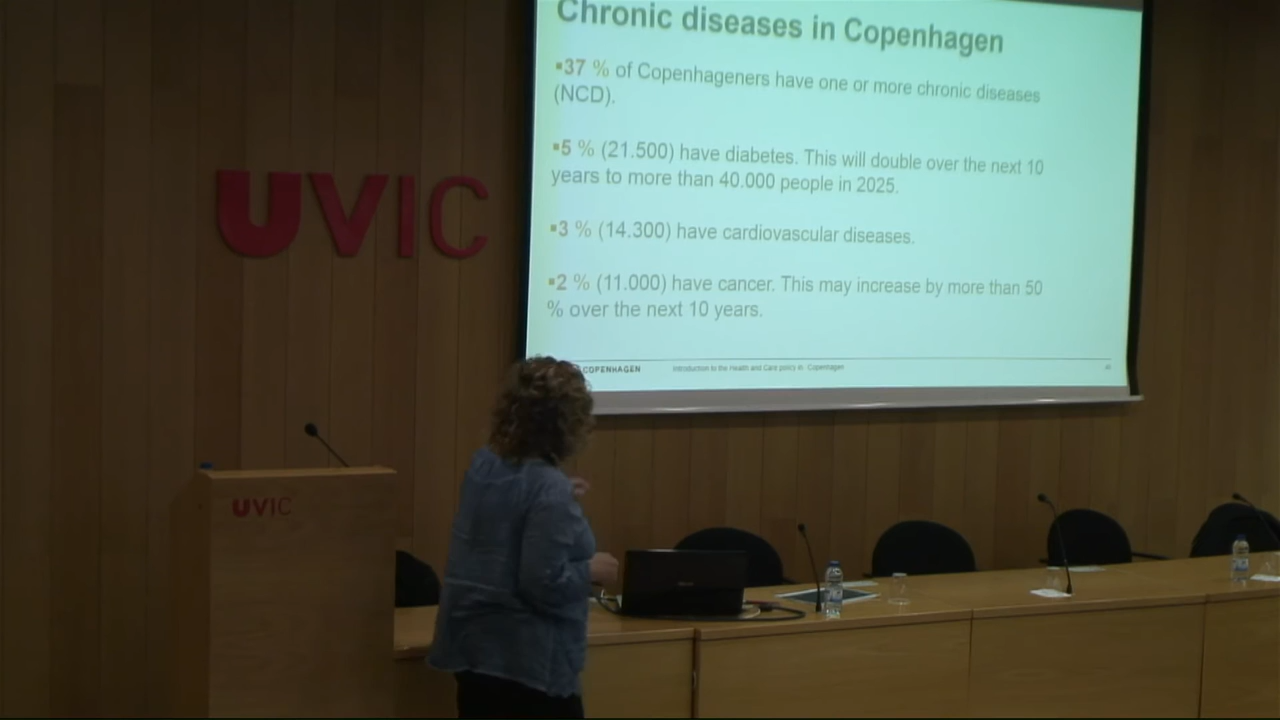 Chronic diseases in Copenhagen
▪37 % of Copenhageners have one or more chronic diseases
(NCD).
▪5 % (21.500) have diabetes. This will double over the next 10
years to more than 40.000 people in 2025.
▪3 % (14.300) have cardiovascular diseases.
▪2 % (11.000) have cancer. This may increase by more than 50
% over the next 10 years.
COPENHAGEN
Introduction to the Health and Care policy in Copenhagen
UVIC
UVIC